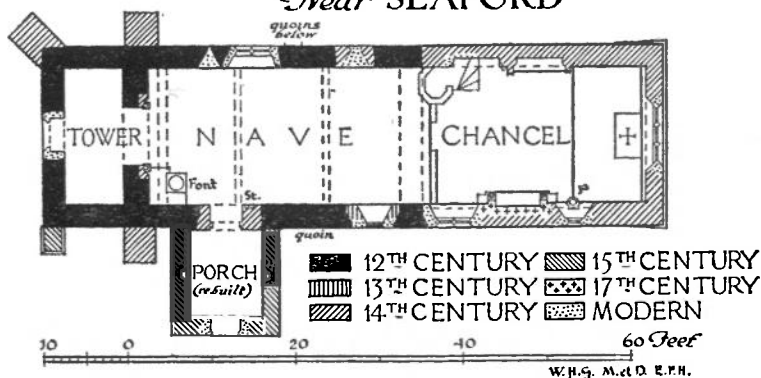 Near SEAFORD
quoins
below
TOWER NAVE CHANCEL
Font
St.
P
quoin
PORCH
(rebuilt)
12TH CENTURY 15TH CENTURY
13TH CENTURY 17TH CENTURY
14TH CENTURY MODERN
10 0 20 40 60 Feet
W.H.G. M.et D. E.F.H.